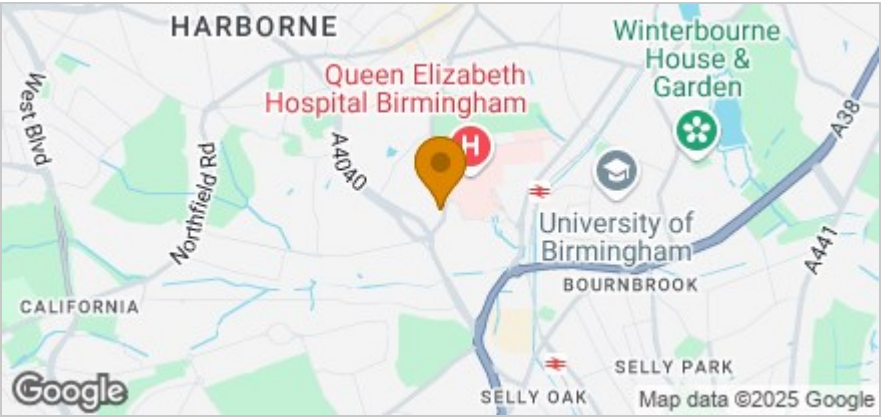 HARBORNE
Winterbourne
House &
Garden
Queen Elizabeth
Hospital Birmingham
H
West Blvd
A38
A4040
Northfield Rd
University of
Birmingham
A441
BOURNBROOK
CALIFORNIA
SELLY PARK
SELLY OAK
Google
Map data ©2025 Google